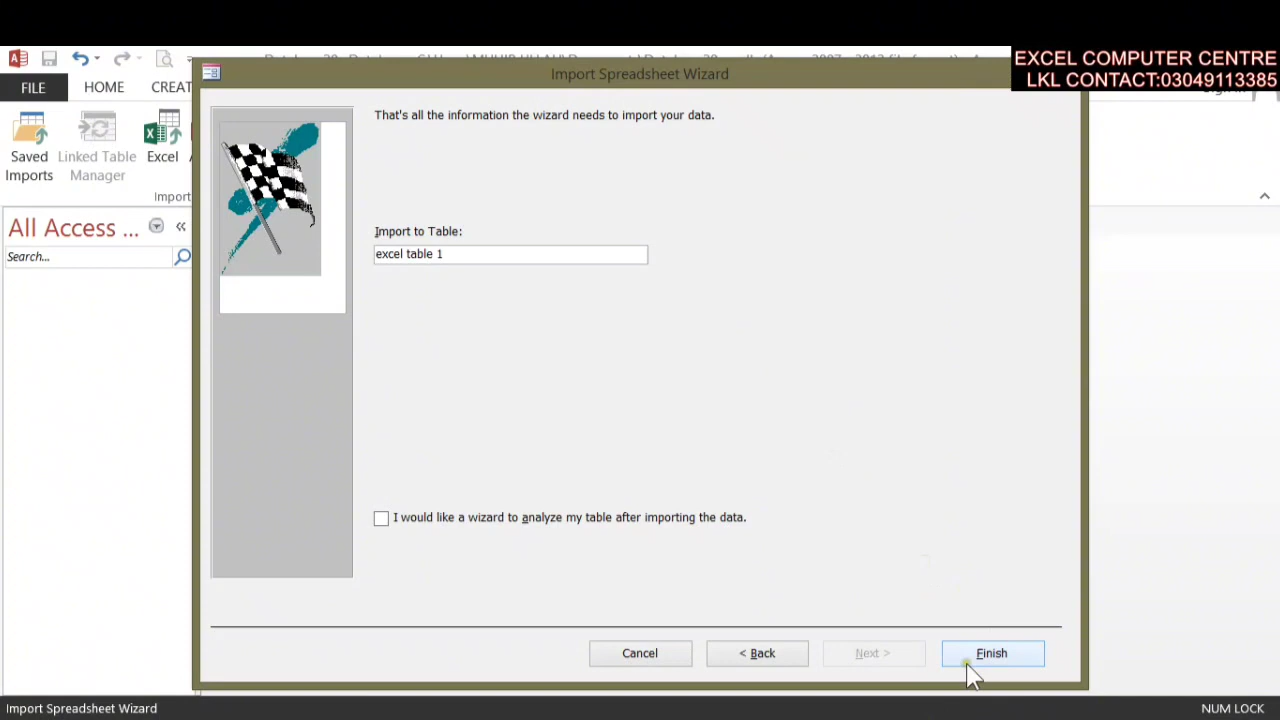 EXCEL COMPUTER CENTRE
LKL CONTACT:03049113385
Import Spreadsheet Wizard
FILE
HOME
CREAT
Saved Imports
Linked Table Manager
Excel
Import
All Access ...
Search...
That's all the information the wizard needs to import your data.
Import to Table:
excel table 1
I would like a wizard to analyze my table after importing the data.
Cancel
< Back
Next >
Finish
Import Spreadsheet Wizard
NUM LOCK